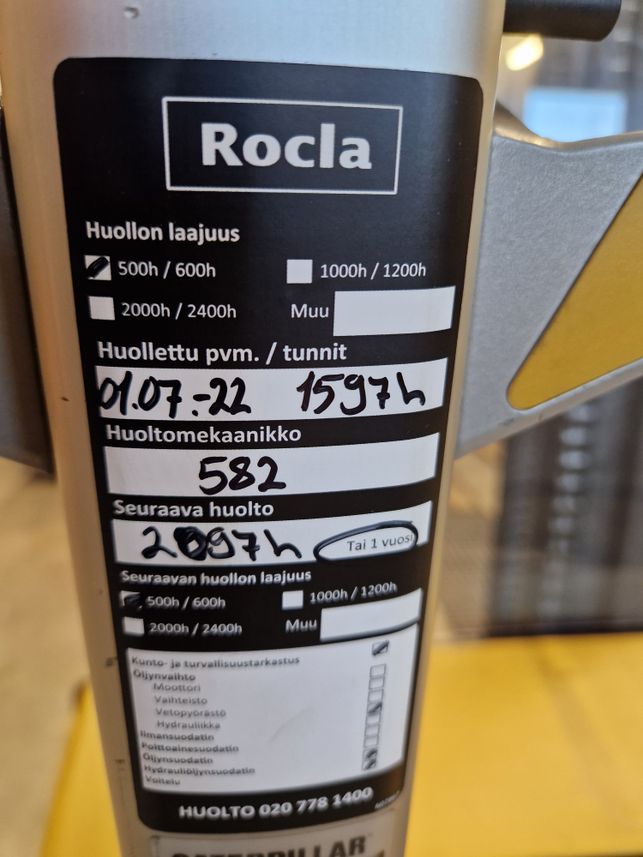 Rocla
Huollon laajuus
500h / 600h 1000h / 1200h
2000h / 2400h Muu
Huollettu pvm. / tunnit
01.07.-22 1597h
Huoltomekaanikko
582
Seuraava huolto
2097h Tai 1 vuosi
Seuraavan huollon laajuus
500h / 600h 1000h / 1200h
2000h / 2400h Muu
Kunto- ja turvallisuustarkastus
Öljynvaihto
Moottori
Vaihteisto
Vetopyörästö
Hydrauliikka
Ilmansuodatin
Polttoainesuodatin
Öljynsuodatin
Hydrauliöljynsuodatin
Voitelu
HUOLTO 020 778 1400
CATERPILLAR